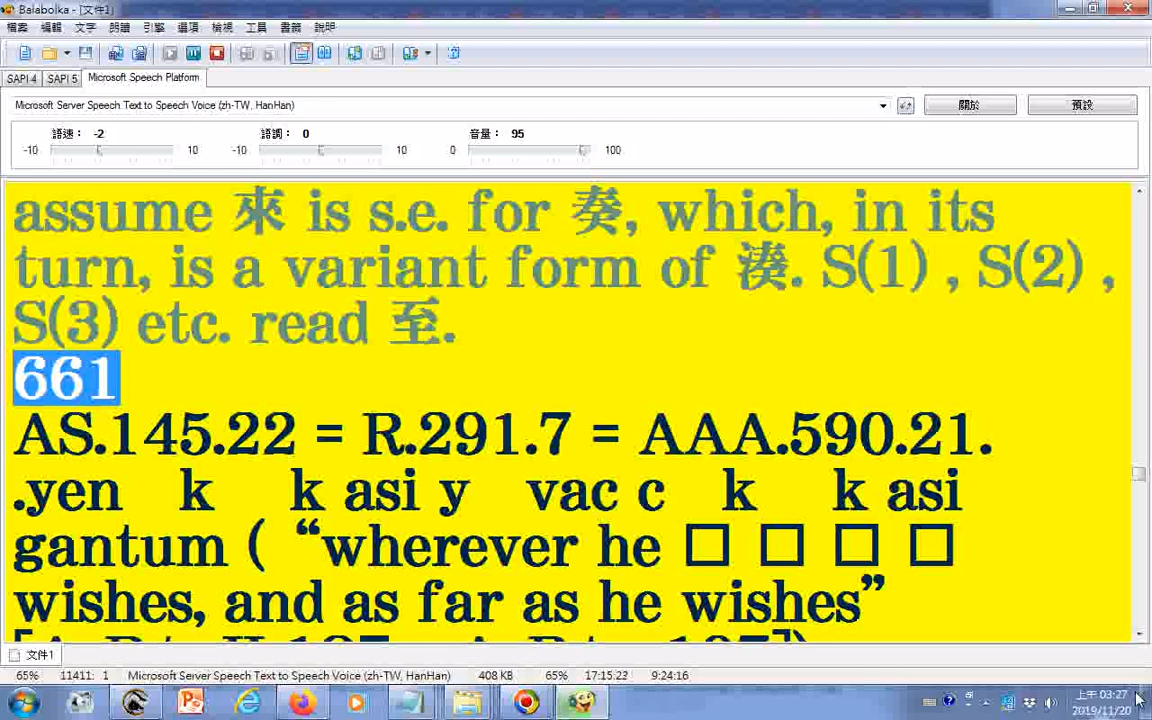 Balabolka - [文件1]
檔案 編輯 文字 朗讀 引擎 選項 檢視 工具 書籤 說明
SAPI 4 SAPI 5 Microsoft Speech Platform
Microsoft Server Speech Text to Speech Voice (zh-TW, HanHan) 關於 預設
語速： -2 語調： 0 音量： 95
-10 10 -10 10 0 100
assume 來 is s.e. for 奏, which, in its
turn, is a variant form of 湊. S(1) , S(2) ,
S(3) etc. read 至.
661
AS.145.22 = R.291.7 = AAA.590.21.
.yen k k asi y vac c k k asi
gantum ( “wherever he □ □ □ □
wishes, and as far as he wishes”
文件1
65% 11411: 1 Microsoft Server Speech Text to Speech Voice (zh-TW, HanHan) 408 KB 65% 17:15:23 9:24:16
上午 03:27
2019/11/20